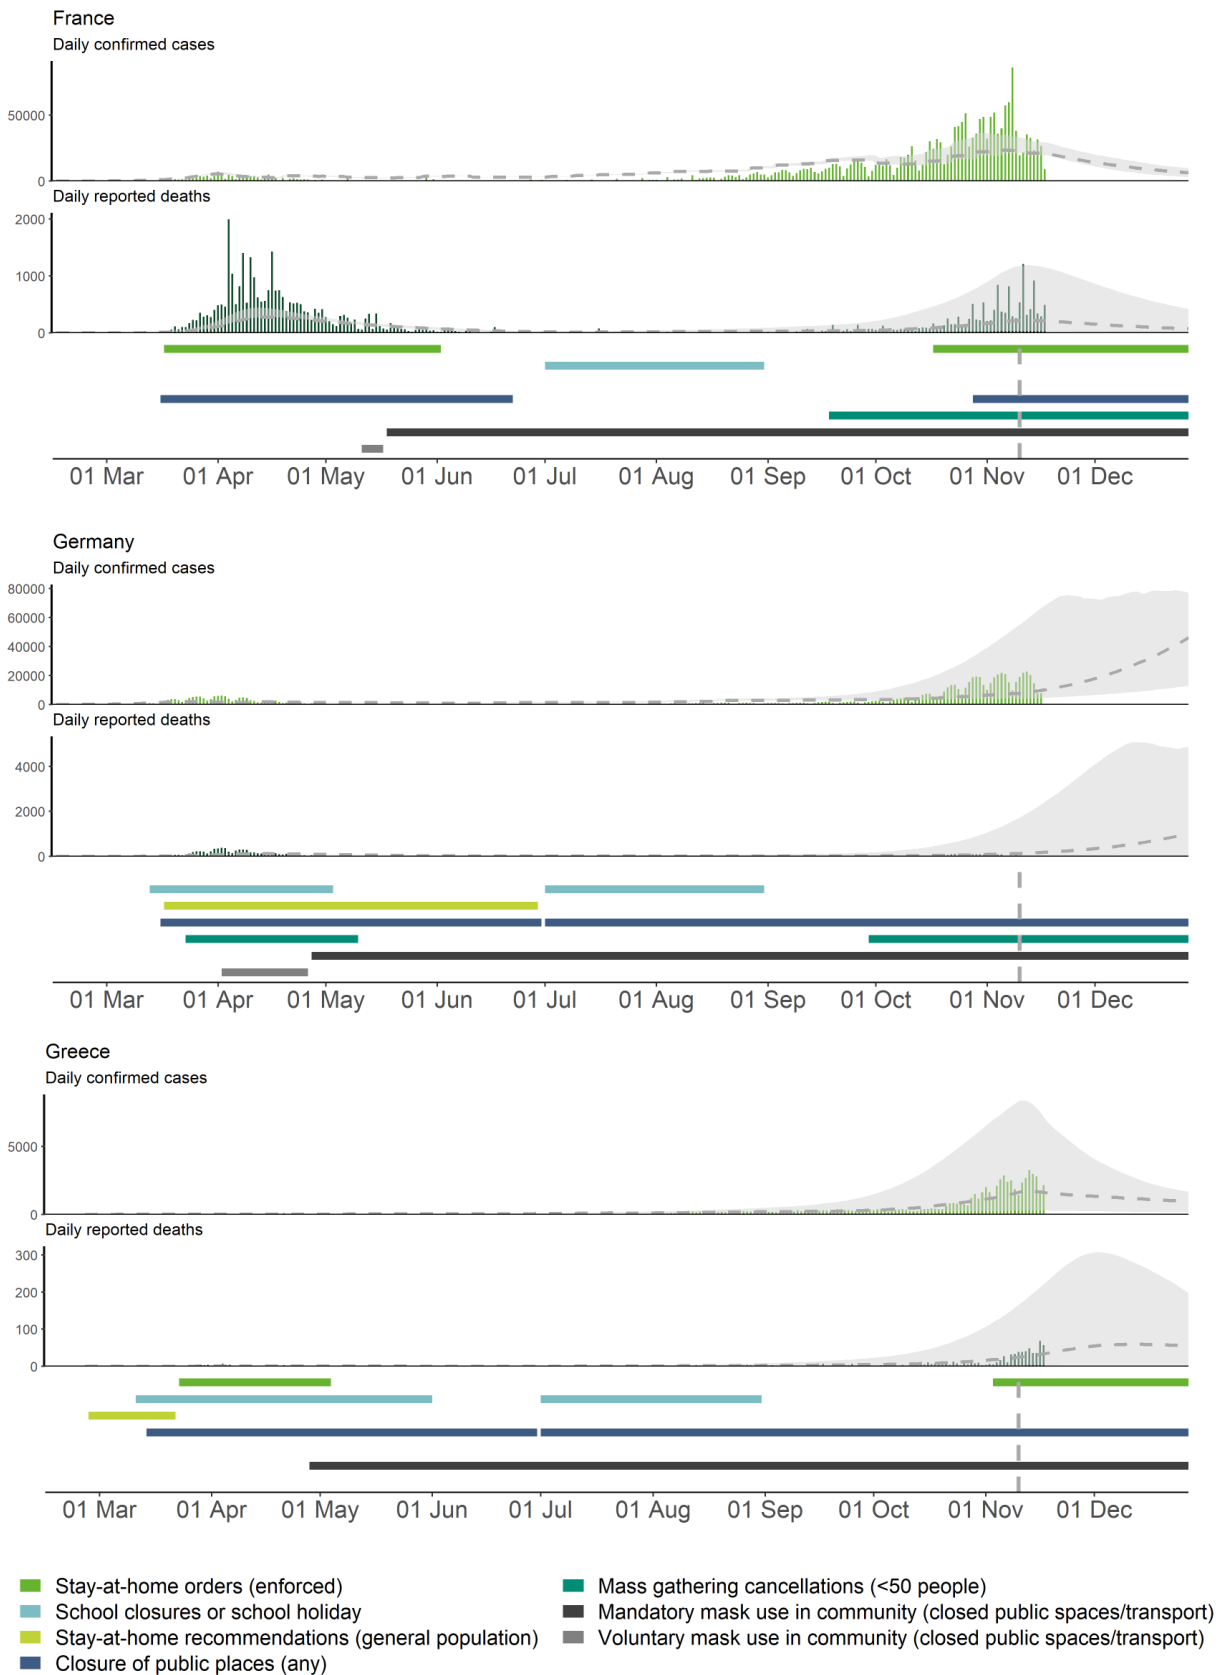 France
Daily confirmed cases
50000
0
Daily reported deaths
2000
1000
0
01 Mar 01 Apr 01 May 01 Jun 01 Jul 01 Aug 01 Sep 01 Oct 01 Nov 01 Dec
Germany
Daily confirmed cases
80000
60000
40000
20000
0
Daily reported deaths
4000
2000
0
01 Mar 01 Apr 01 May 01 Jun 01 Jul 01 Aug 01 Sep 01 Oct 01 Nov 01 Dec
Greece
Daily confirmed cases
5000
0
Daily reported deaths
300
200
100
0
01 Mar 01 Apr 01 May 01 Jun 01 Jul 01 Aug 01 Sep 01 Oct 01 Nov 01 Dec
Stay-at-home orders (enforced)
School closures or school holiday
Stay-at-home recommendations (general population)
Closure of public places (any)
Mass gathering cancellations (<50 people)
Mandatory mask use in community (closed public spaces/transport)
Voluntary mask use in community (closed public spaces/transport)